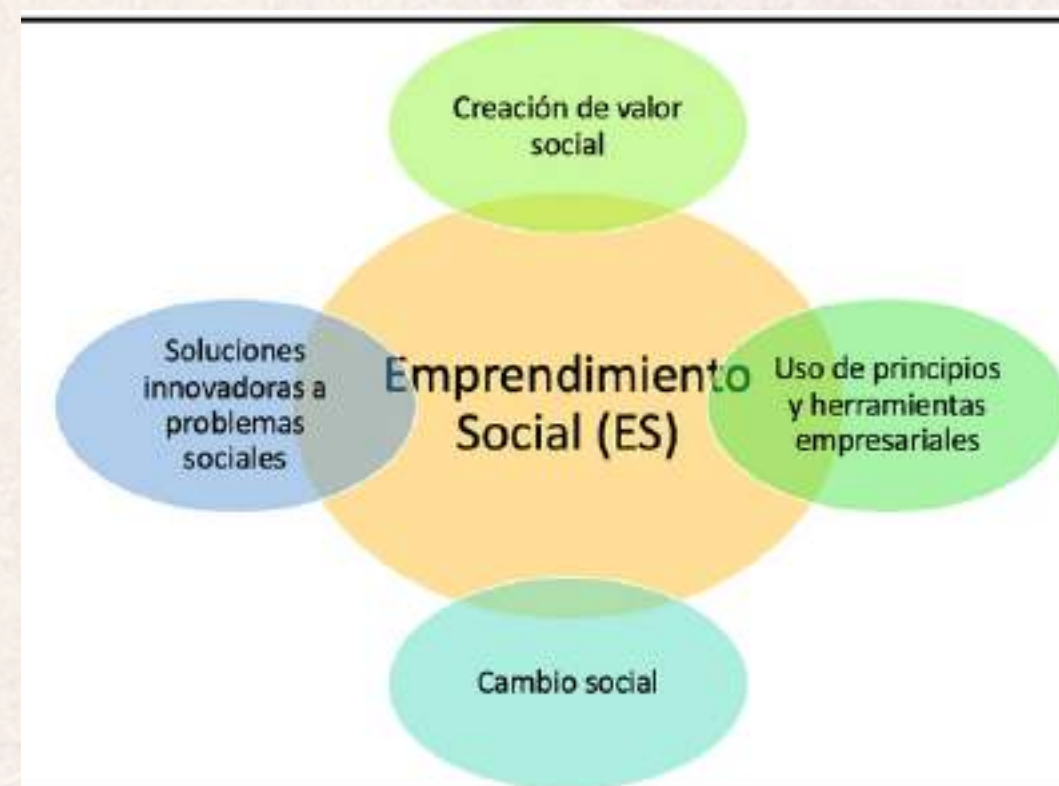 Creación de valor
social
Soluciones
innovadoras a
problemas
sociales
Emprendimiento
Social (ES)
Uso de principios
y herramientas
empresariales
Cambio social